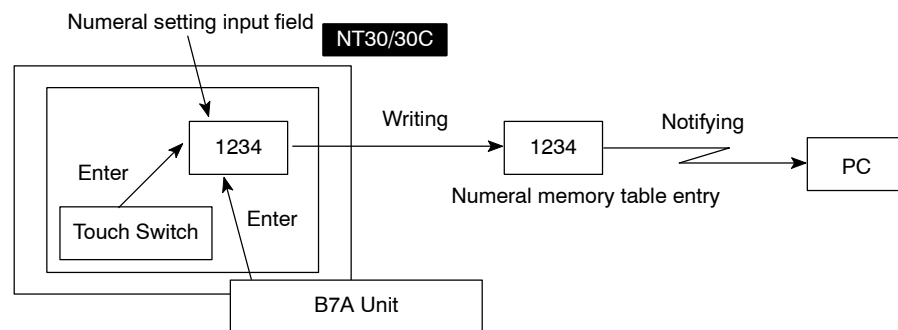 Numeral setting input field
NT30/30C
1234
Writing
1234
Notifying
PC
Enter
Numeral memory table entry
Enter
Touch Switch
B7A Unit